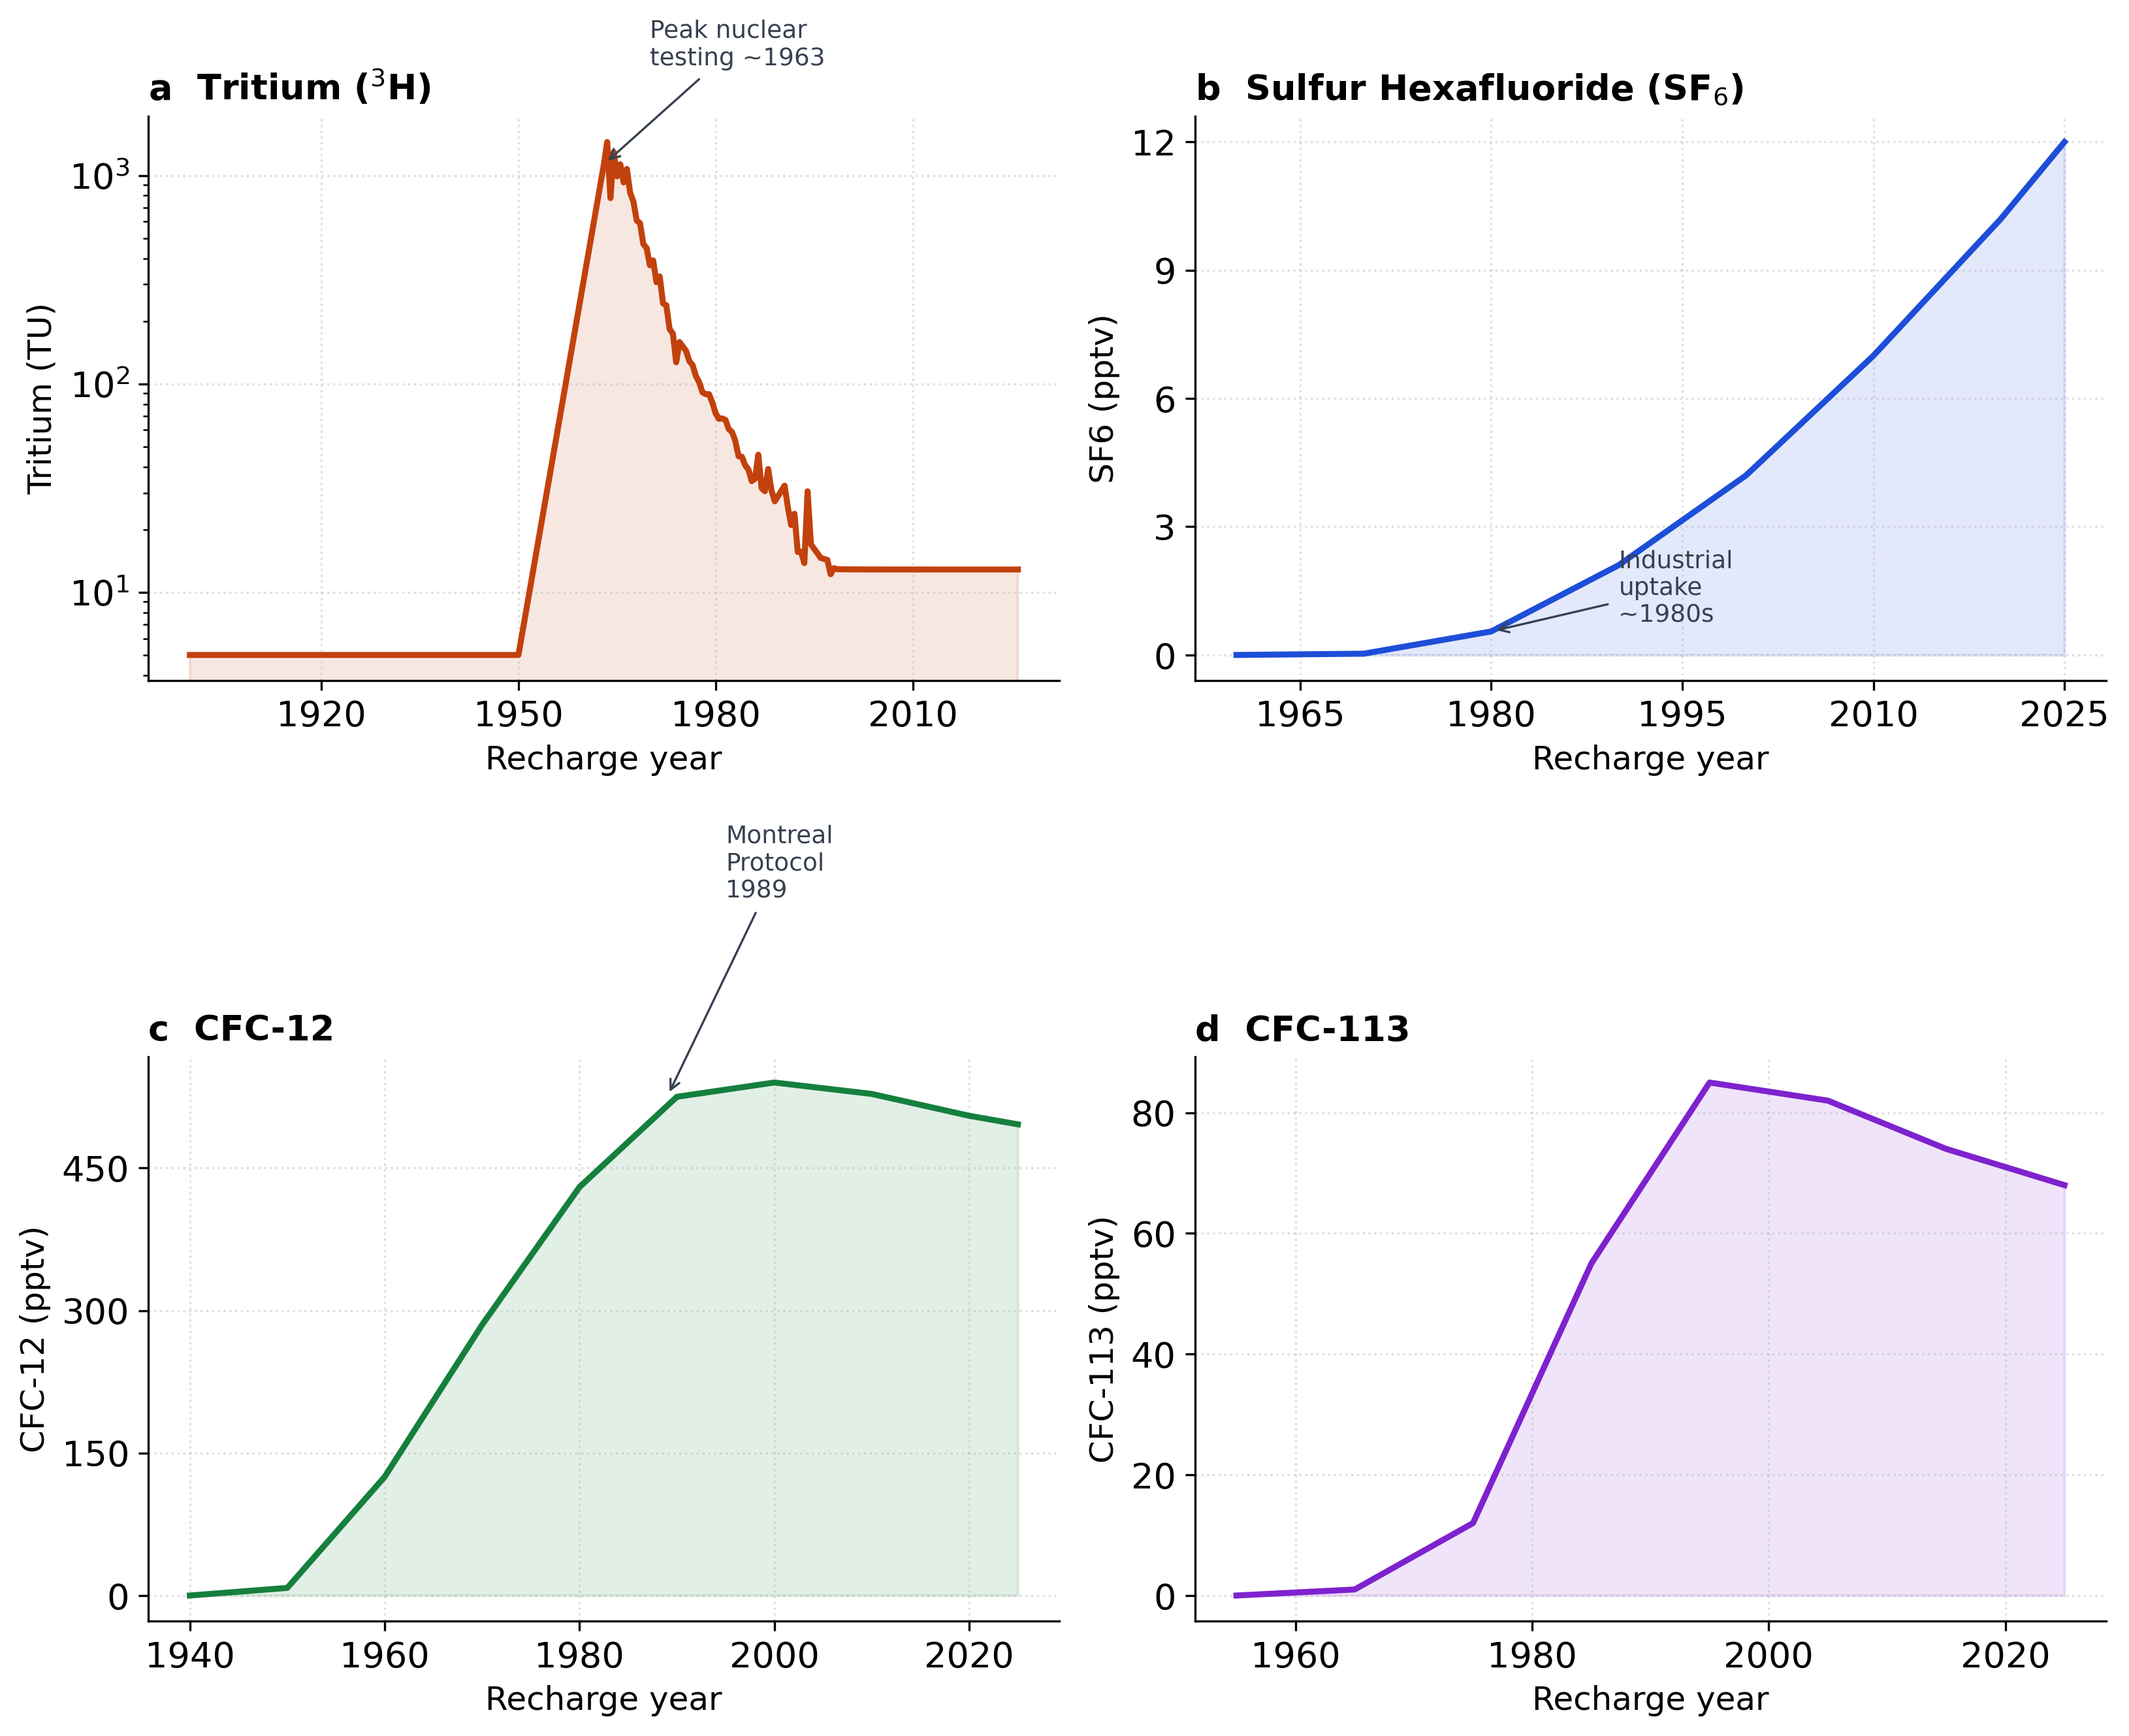 Peak nuclear
testing ~1963
a Tritium (³H)
10³
10²
10¹
Tritium (TU)
1920 1950 1980 2010
Recharge year
b Sulfur Hexafluoride (SF₆)
12
9
6
3
0
SF6 (pptv)
Industrial
uptake
~1980s
1965 1980 1995 2010 2025
Recharge year
Montreal
Protocol
1989
c CFC-12
450
300
150
0
CFC-12 (pptv)
1940 1960 1980 2000 2020
Recharge year
d CFC-113
80
60
40
20
0
CFC-113 (pptv)
1960 1980 2000 2020
Recharge year